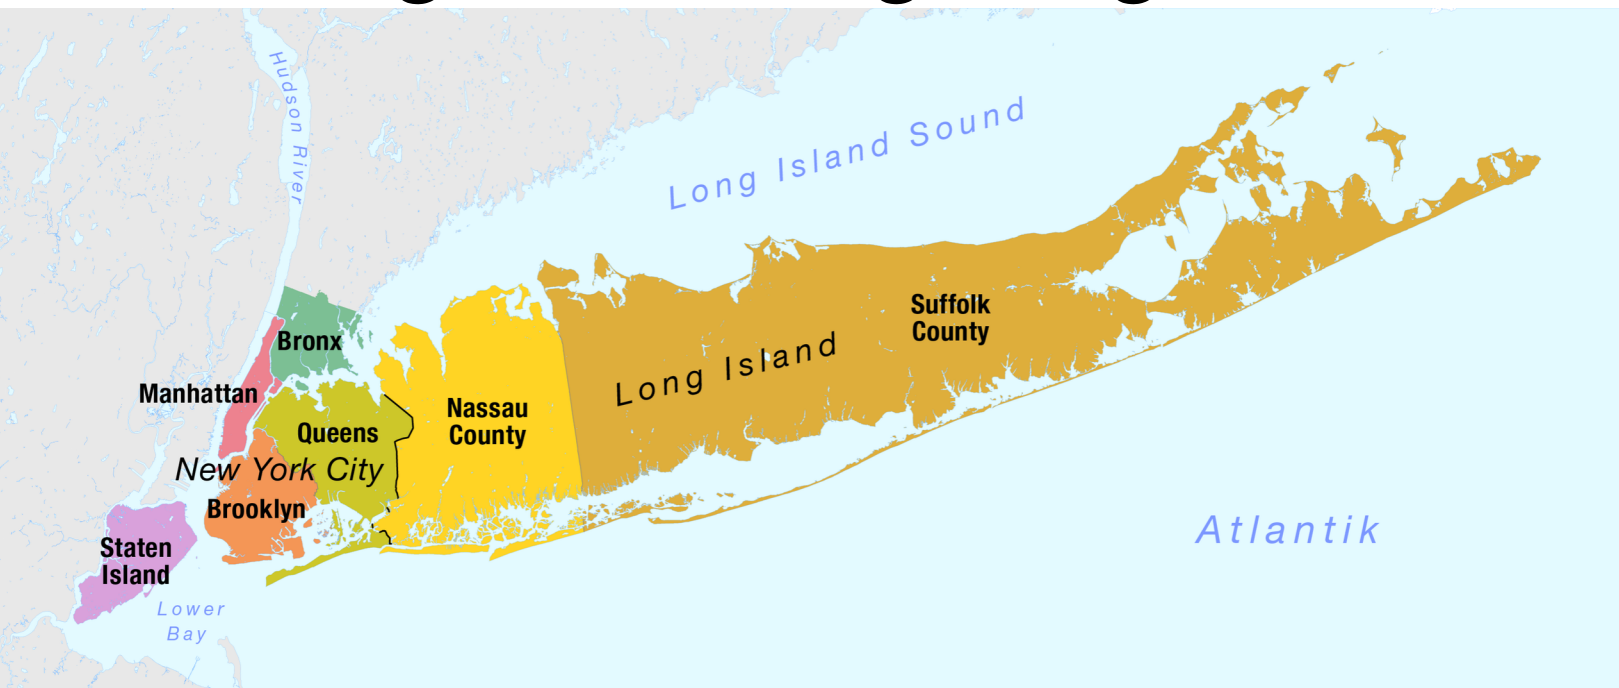 Hudson River
Long Island Sound
Bronx
Manhattan
Suffolk
County
Long Island
Nassau
County
Queens
New York City
Brooklyn
Staten
Island
Atlantik
Lower
Bay